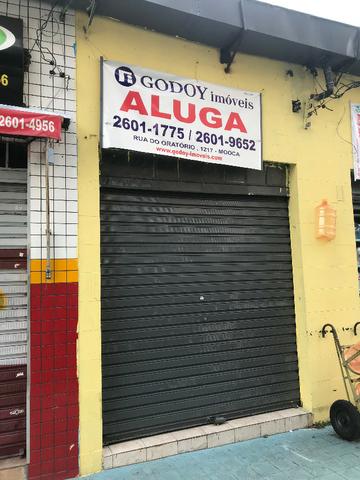 GODOY imóveis
ALUGA
2601-1775 / 2601-9652
RUA DO ORATÓRIO , 1217 - MOOCA
www.godoy-imoveis.com
2601-4956